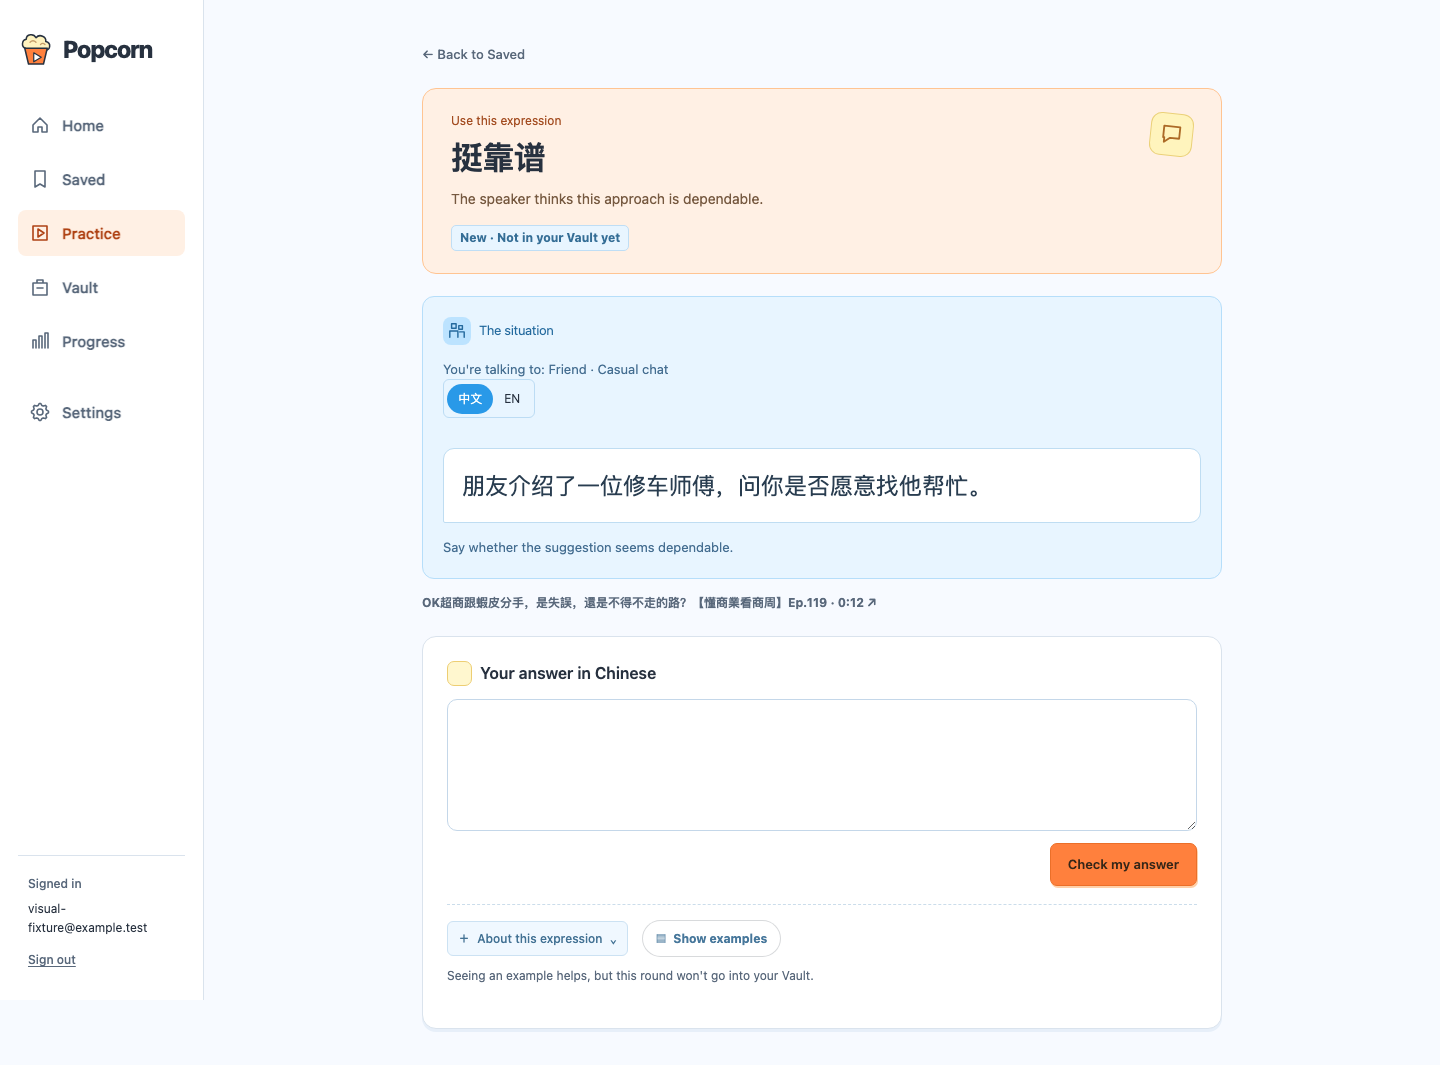 Popcorn
Home
Saved
Practice
Vault
Progress
Settings
Signed in
visual-
fixture@example.test
Sign out
← Back to Saved
Use this expression
挺靠谱
The speaker thinks this approach is dependable.
New · Not in your Vault yet
The situation
You're talking to: Friend · Casual chat
中文 EN
朋友介绍了一位修车师傅，问你是否愿意找他帮忙。
Say whether the suggestion seems dependable.
OK超商跟蝦皮分手，是失誤，還是不得不走的路？【懂商業看商周】Ep.119 · 0:12 ↗
Your answer in Chinese
Check my answer
+ About this expression ⌄ Show examples
Seeing an example helps, but this round won't go into your Vault.